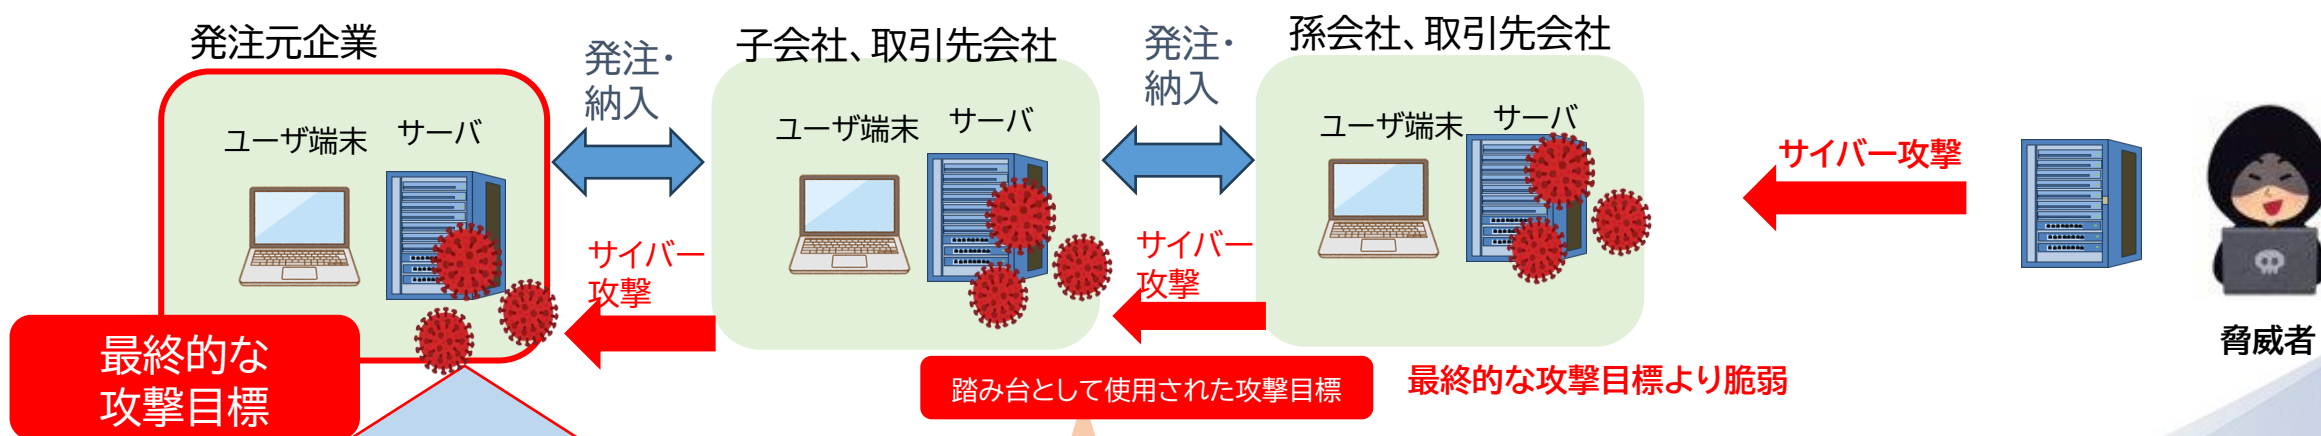 発注元企業
ユーザ端末
サーバ
最終的な
攻撃目標
発注・
納入
サイバー
攻撃
子会社、取引先会社
ユーザ端末
サーバ
踏み台として使用された攻撃目標
発注・
納入
サイバー
攻撃
孫会社、取引先会社
ユーザ端末
サーバ
最終的な攻撃目標より脆弱
サイバー攻撃
脅威者